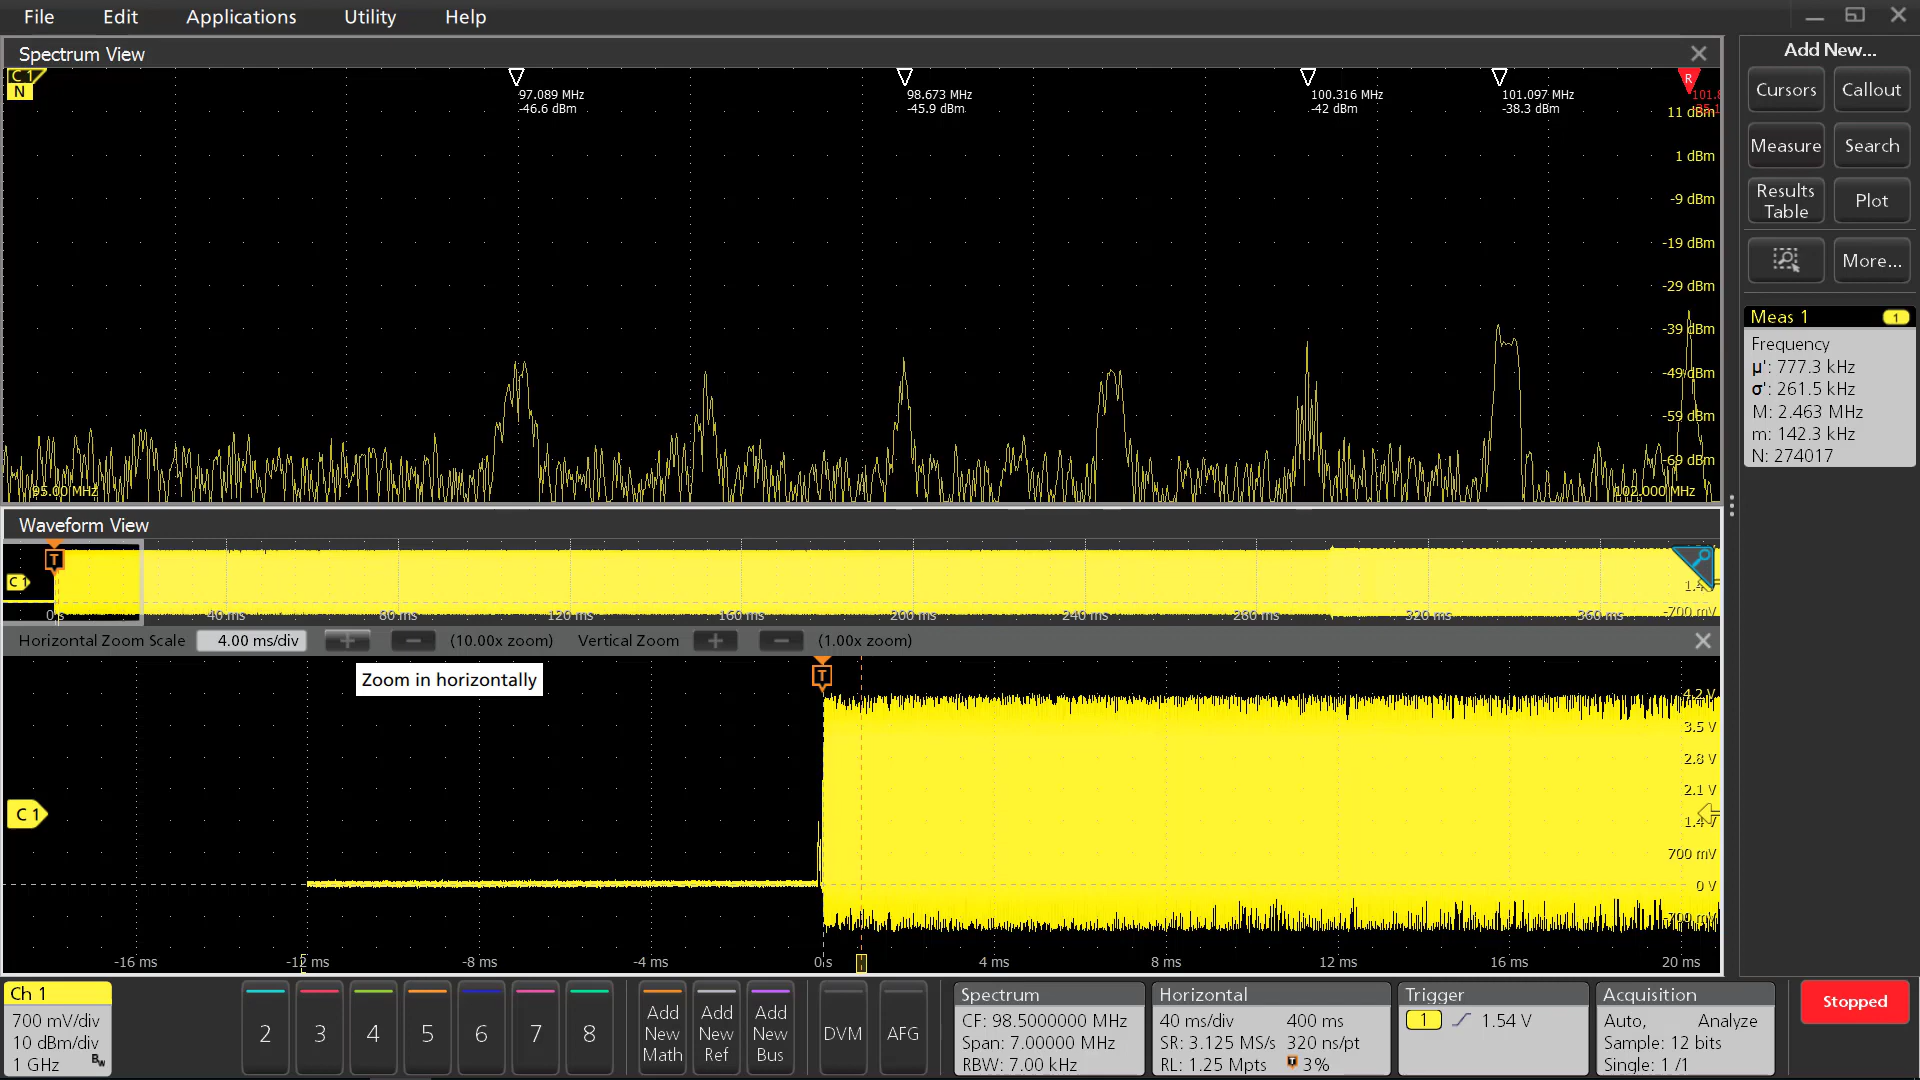 File Edit Applications Utility Help
Spectrum View
Add New...
C 1
N
97.089 MHz
-46.6 dBm
98.673 MHz
-45.9 dBm
100.316 MHz
-42 dBm
101.097 MHz
-38.3 dBm
R
11 dBm
1 dBm
-9 dBm
-19 dBm
-29 dBm
-39 dBm
-49 dBm
-59 dBm
-69 dBm
95.00 MHz
102.000 MHz
Cursors Callout
Measure Search
Results Table Plot
More...
Meas 1 1
Frequency
µ': 777.3 kHz
σ': 261.5 kHz
M: 2.463 MHz
m: 142.3 kHz
N: 274017
Waveform View
T
C 1
-700 mV
0 s 40 ms 80 ms 120 ms 160 ms 200 ms 240 ms 280 ms 320 ms 360 ms
Horizontal Zoom Scale 4.00 ms/div + − (10.00x zoom) Vertical Zoom + − (1.00x zoom)
Zoom in horizontally
T
C 1
4.2 V
3.5 V
2.8 V
2.1 V
1.4 V
700 mV
0 V
-700 mV
-16 ms -12 ms -8 ms -4 ms 0 s 4 ms 8 ms 12 ms 16 ms 20 ms
Ch 1
700 mV/div
10 dBm/div
1 GHz Bw
2 3 4 5 6 7 8
Add New Math
Add New Ref
Add New Bus
DVM AFG
Spectrum
CF: 98.5000000 MHz
Span: 7.00000 MHz
RBW: 7.00 kHz
Horizontal
40 ms/div 400 ms
SR: 3.125 MS/s 320 ns/pt
RL: 1.25 Mpts T 3%
Trigger
1 1.54 V
Acquisition
Auto, Analyze
Sample: 12 bits
Single: 1 /1
Stopped